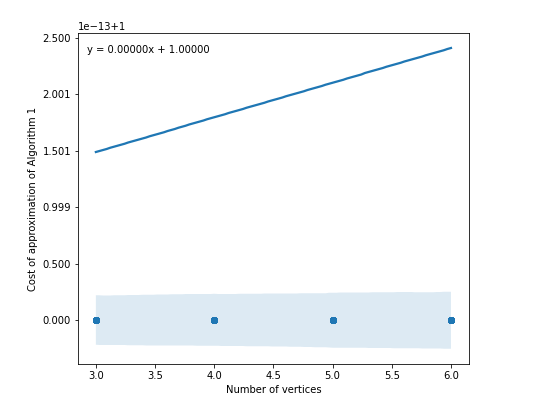 1e−13+1
2.500
y = 0.00000x + 1.00000
2.001
1.501
0.999
0.500
0.000
Cost of approximation of Algorithm 1
3.0 3.5 4.0 4.5 5.0 5.5 6.0
Number of vertices